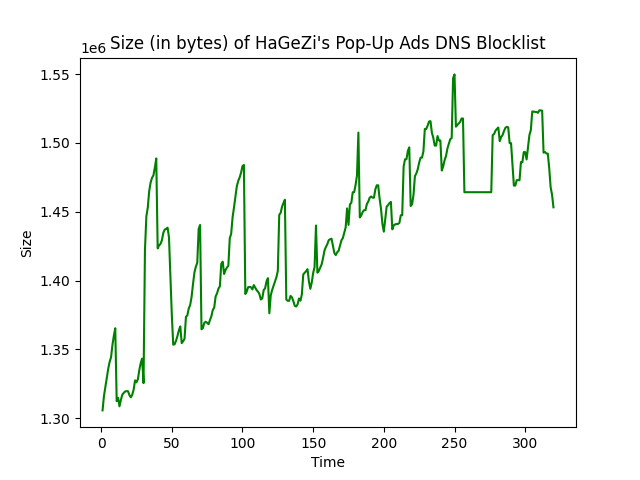 Size (in bytes) of HaGeZi's Pop-Up Ads DNS Blocklist
1e6
1.55
1.50
1.45
1.40
1.35
1.30
Size
0 50 100 150 200 250 300
Time